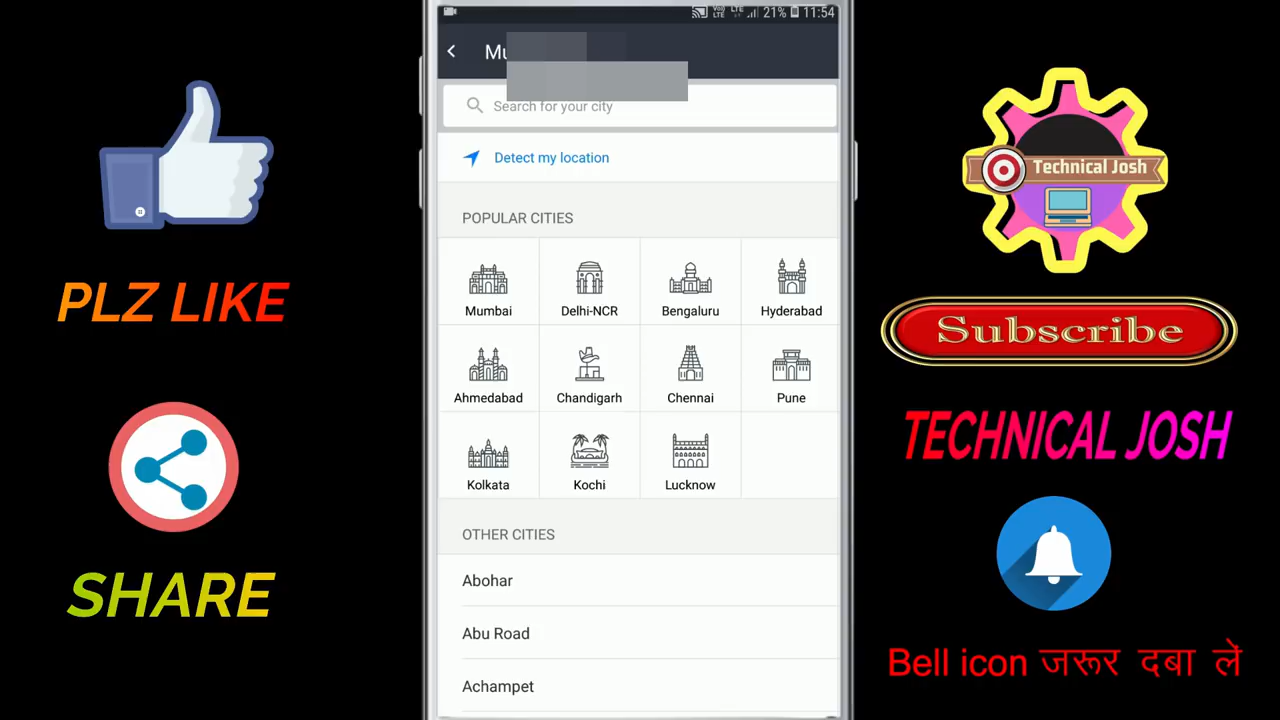 21% 11:54
Search for your city
Detect my location
POPULAR CITIES
Mumbai Delhi-NCR Bengaluru Hyderabad
Ahmedabad Chandigarh Chennai Pune
Kolkata Kochi Lucknow
OTHER CITIES
Abohar
Abu Road
Achampet
PLZ LIKE
SHARE
Technical Josh
Subscribe
TECHNICAL JOSH
Bell icon जरूर दबा लें